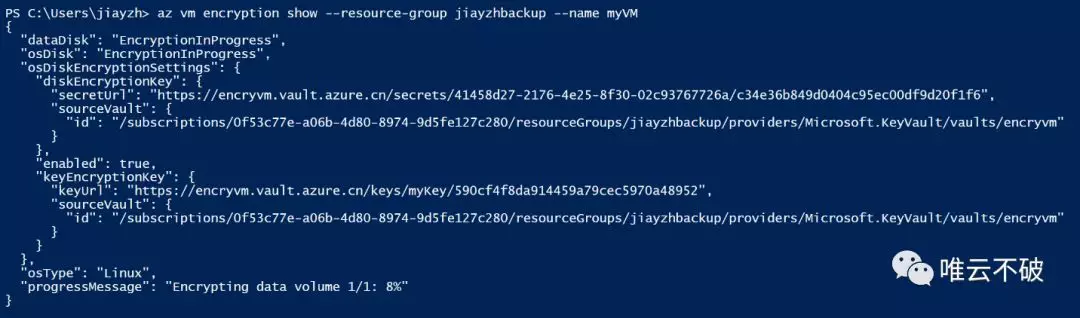 PS C:\Users\jiayzh> az vm encryption show --resource-group jiayzhbackup --name myVM
{
  "dataDisk": "EncryptionInProgress",
  "osDisk": "EncryptionInProgress",
  "osDiskEncryptionSettings": {
    "diskEncryptionKey": {
      "secretUrl": "https://encryvm.vault.azure.cn/secrets/41458d27-2176-4e25-8f30-02c93767726a/c34e36b849d0404c95ec00df9d20f1f6",
      "sourceVault": {
        "id": "/subscriptions/0f53c77e-a06b-4d80-8974-9d5fe127c280/resourceGroups/jiayzhbackup/providers/Microsoft.KeyVault/vaults/encryvm"
      }
    },
    "enabled": true,
    "keyEncryptionKey": {
      "keyUrl": "https://encryvm.vault.azure.cn/keys/myKey/590cf4f8da914459a79cec5970a48952",
      "sourceVault": {
        "id": "/subscriptions/0f53c77e-a06b-4d80-8974-9d5fe127c280/resourceGroups/jiayzhbackup/providers/Microsoft.KeyVault/vaults/encryvm"
      }
    }
  },
  "osType": "Linux",
  "progressMessage": "Encrypting data volume 1/1: 8%"
}
唯云不破